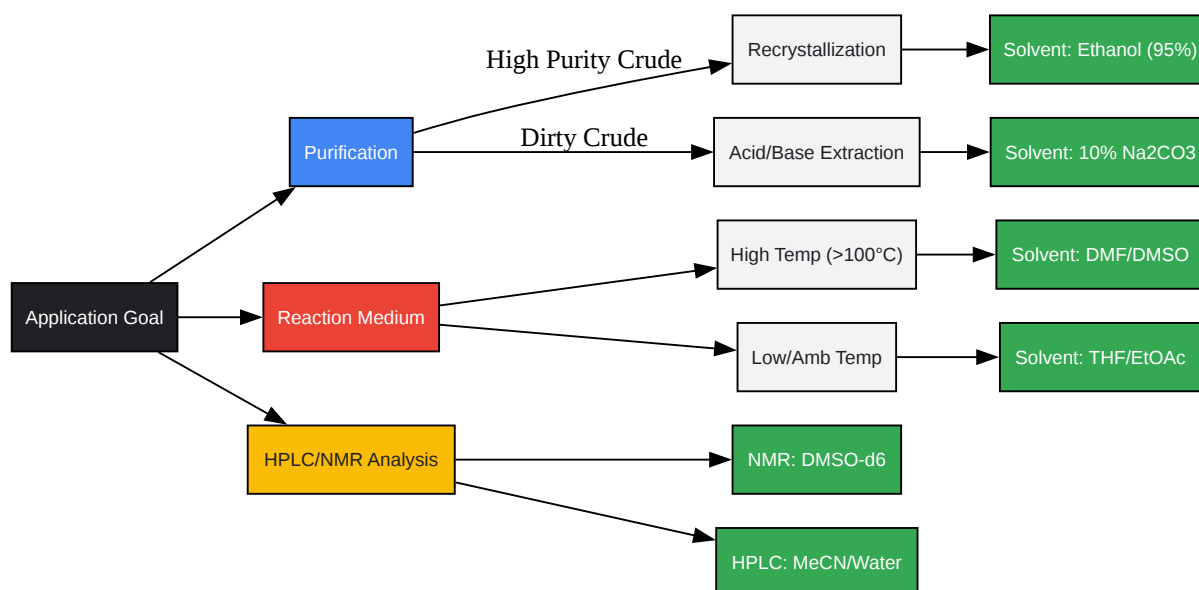 High Purity Crude
Recrystallization
Solvent: Ethanol (95%)
Purification
Dirty Crude
Acid/Base Extraction
Solvent: 10% Na2CO3
High Temp (>100°C)
Solvent: DMF/DMSO
Application Goal
Reaction Medium
Low/Amb Temp
Solvent: THF/EtOAc
HPLC/NMR Analysis
NMR: DMSO-d6
HPLC: MeCN/Water